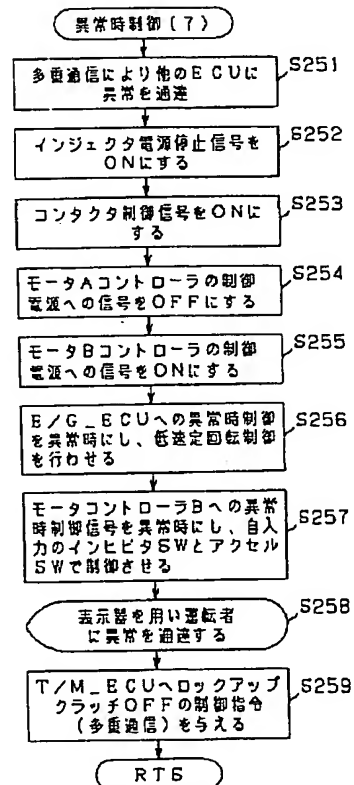 異常時制御(7)
S251
多重通信により他のECUに
異常を通達
S252
インジェクタ電源停止信号を
ONにする
S253
コンタクタ制御信号をONに
する
S254
モータAコントローラの制御
電源への信号をOFFにする
S255
モータBコントローラの制御
電源への信号をONにする
S256
E/G_ECUへの異常時制御
を異常時にし、低速定回転制御
を行わせる
S257
モータコントローラBへの異常
時制御信号を異常時にし、自入
力のインヒビタSWとアクセル
SWで制御させる
S258
表示器を用い運転者
に異常を通達する
S259
T/M_ECUへロックアップ
クラッチOFFの制御指令
(多重通信)を与える
RTS